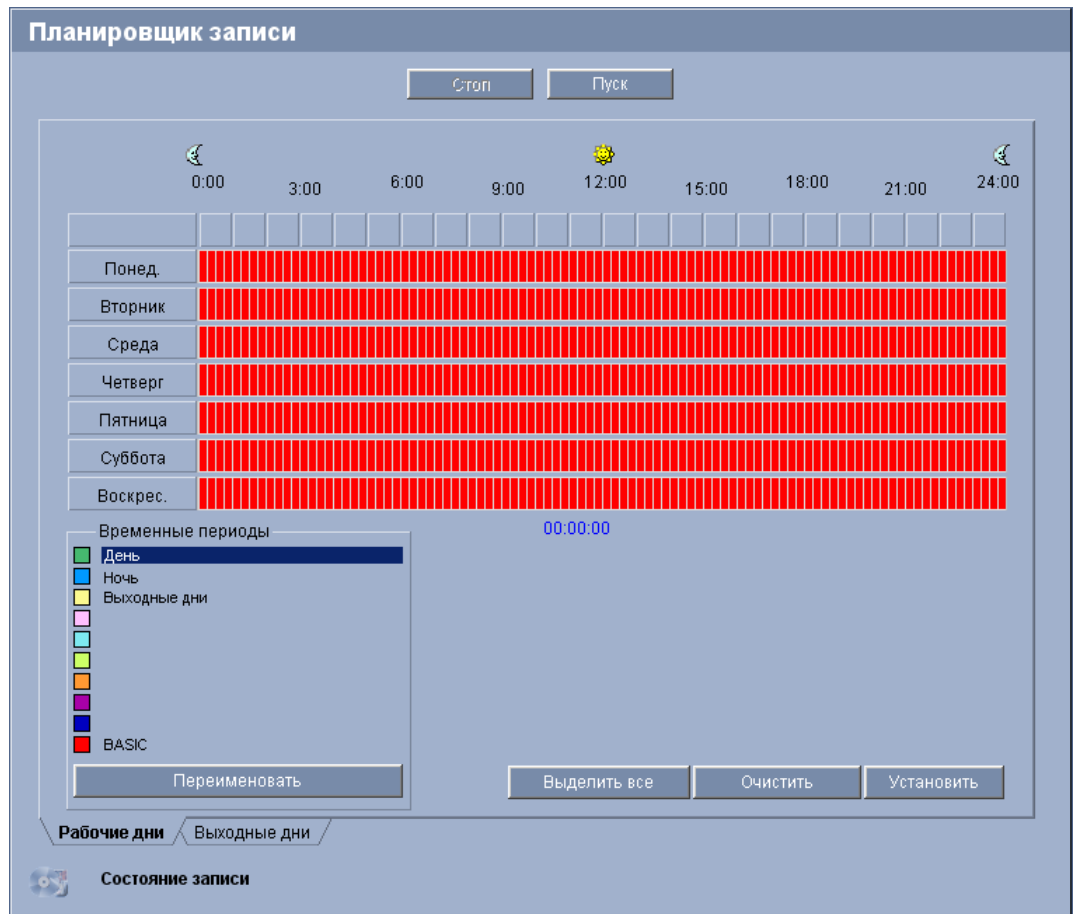 Планировщик записи
Стоп Пуск
0:00 3:00 6:00 9:00 12:00 15:00 18:00 21:00 24:00
Понед.
Вторник
Среда
Четверг
Пятница
Суббота
Воскрес.
Временные периоды
00:00:00
День
Ночь
Выходные дни
BASIC
Переименовать
Выделить все Очистить Установить
Рабочие дни Выходные дни
Состояние записи